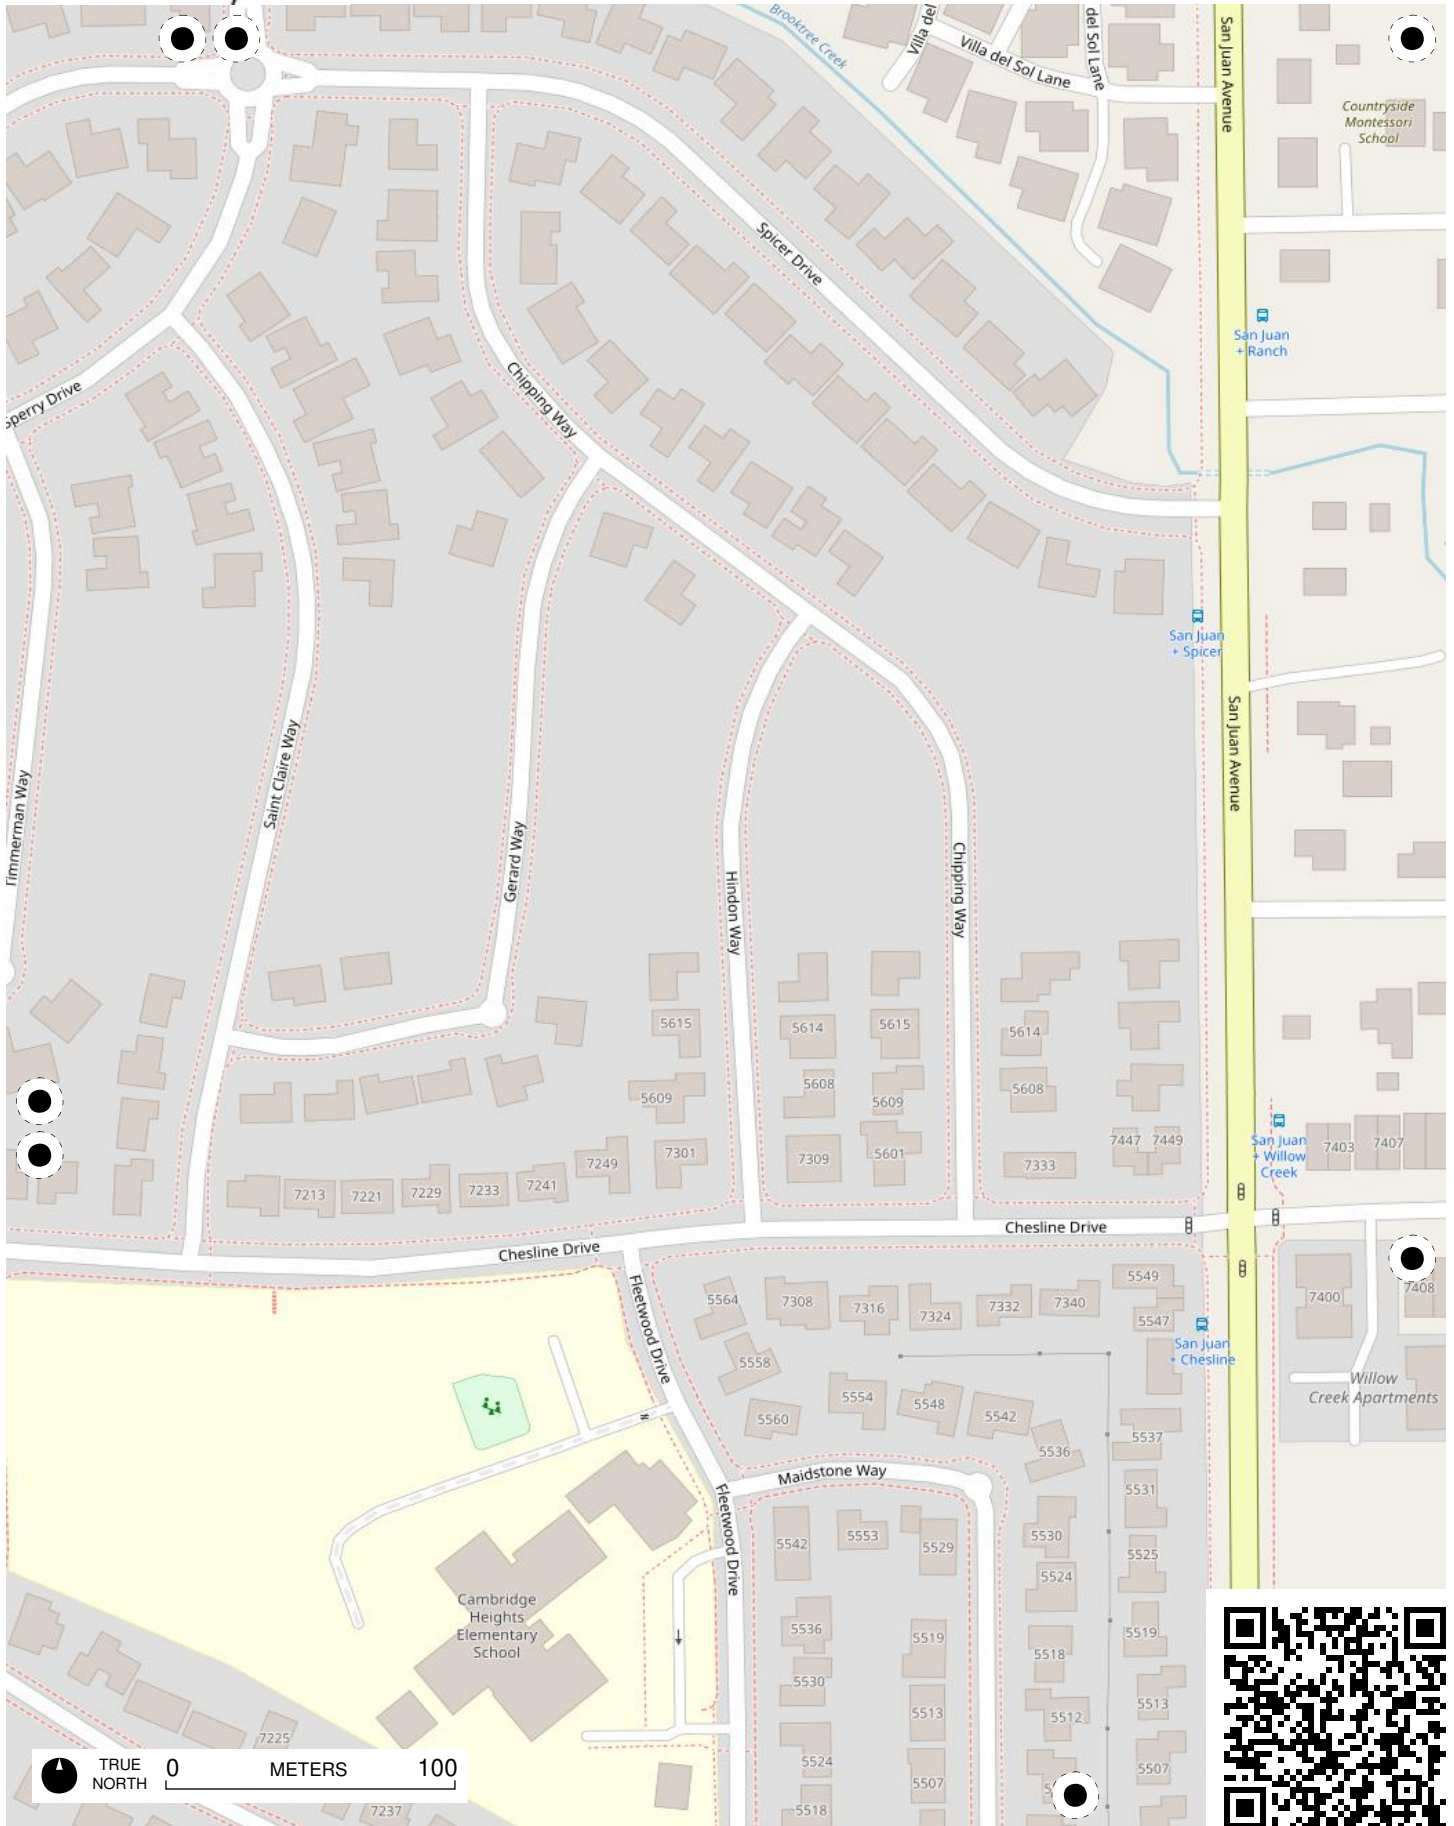 Brooktree Creek
Villa del
Villa del Sol Lane
del Sol Lane
San Juan Avenue
Countryside
Montessori
School
Spicer Drive
San Juan
+ Ranch
Sperry Drive
Chipping Way
San Juan
+ Spicer
San Juan Avenue
Saint Claire Way
Timmerman Way
Gerard Way
Hindon Way
Chipping Way
5615
5614
5615
5614
5609
5608
5609
5608
7447
7449
San Juan
+ Willow
Creek
7403
7407
7249
7301
7309
5601
7333
7213
7221
7229
7233
7241
Chesline Drive
Chesline Drive
Fleetwood Drive
5564
7308
7316
7324
7332
7340
5549
5547
7400
7408
San Juan
+ Chesline
5558
Willow
Creek Apartments
5560
5554
5548
5542
5536
5537
Maidstone Way
5531
Fleetwood Drive
5542
5553
5529
5530
5525
5524
Cambridge
Heights
Elementary
School
5536
5519
5518
5519
5530
5513
5512
5513
7225
5524
5507
5507
7237
5518
TRUE
NORTH
0 METERS 100